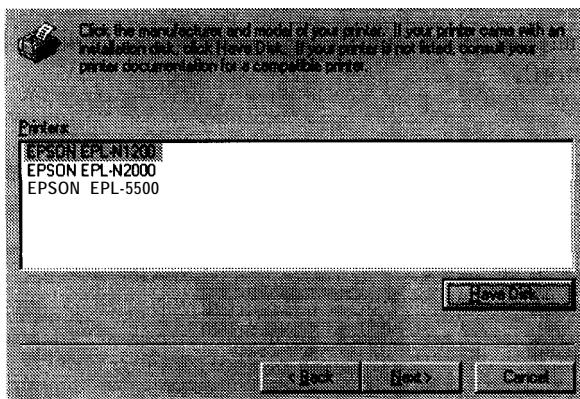 Click the manufacturer and model of your printer. If your printer came with an
installation disk, click Have Disk. If your printer is not listed, consult your
printer documentation for a compatible printer.
Printers:
EPSON EPL-N1200
EPSON EPL-N2000
EPSON EPL-5500
Have Disk...
< Back
Next >
Cancel